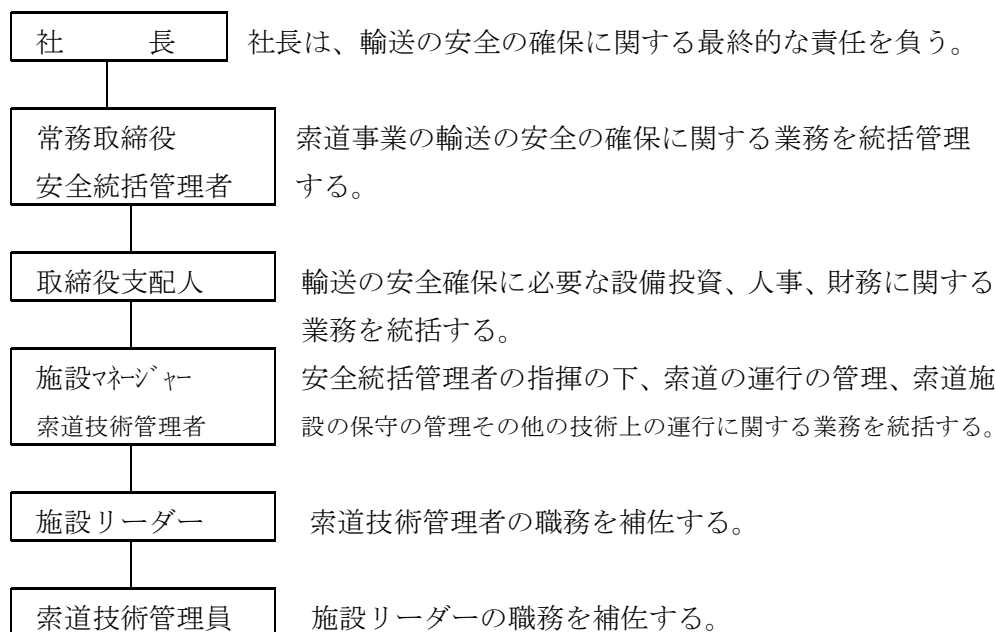 社　　　長　社長は、輸送の安全の確保に関する最終的な責任を負う。
常務取締役　索道事業の輸送の安全の確保に関する業務を統括管理
安全統括管理者　する。
取締役支配人　輸送の安全確保に必要な設備投資、人事、財務に関する
業務を統括する。
施設ﾏﾈｰｼﾞｬｰ　安全統括管理者の指揮の下、索道の運行の管理、索道施
索道技術管理者　設の保守の管理その他の技術上の運行に関する業務を統括する。
施設リーダー　索道技術管理者の職務を補佐する。
索道技術管理員　施設リーダーの職務を補佐する。